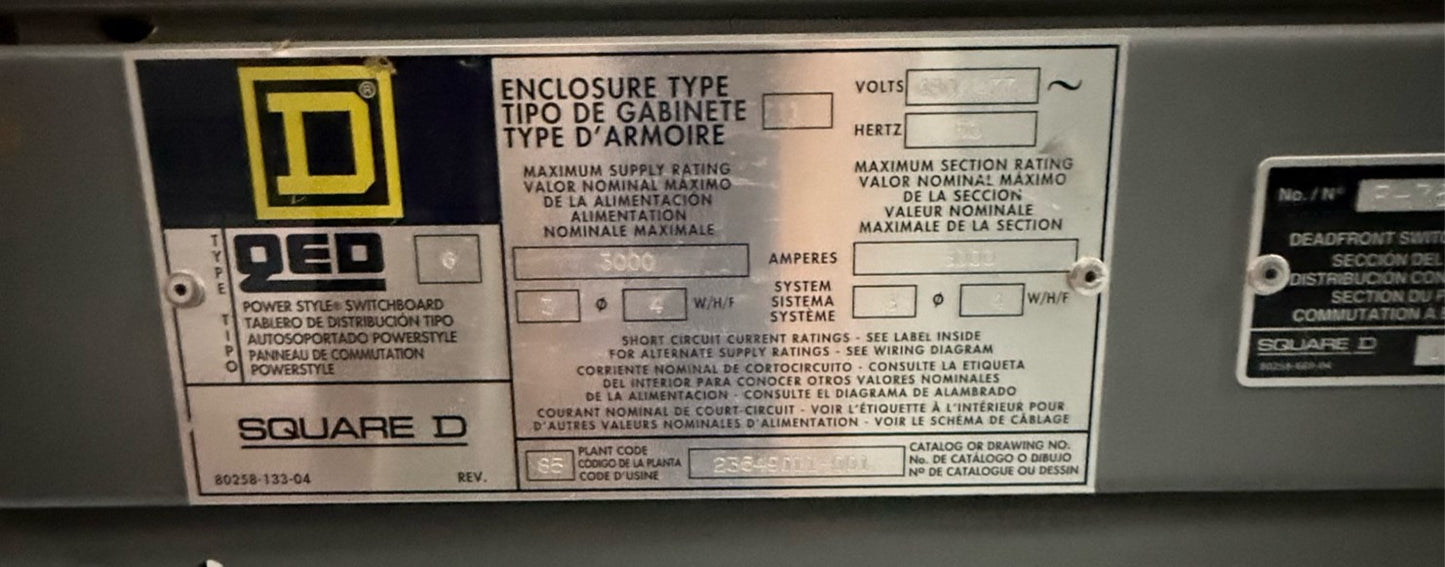 D®
QED 6
TYPE
TIPO
POWER STYLE® SWITCHBOARD
TABLERO DE DISTRIBUCIÓN TIPO
AUTOSOPORTADO POWERSTYLE
PANNEAU DE COMMUTATION
POWERSTYLE
SQUARE D
80258-133-04 REV.
ENCLOSURE TYPE
TIPO DE GABINETE
TYPE D'ARMOIRE
VOLTS ~
HERTZ
MAXIMUM SUPPLY RATING
VALOR NOMINAL MÁXIMO
DE LA ALIMENTACION
ALIMENTATION
NOMINALE MAXIMALE
MAXIMUM SECTION RATING
VALOR NOMINAL MÁXIMO
DE LA SECCION
VALEUR NOMINALE
MAXIMALE DE LA SECTION
3000 AMPERES
3 Ø 4 W/H/F
SYSTEM
SISTEMA
SYSTÈME
Ø W/H/F
SHORT CIRCUIT CURRENT RATINGS - SEE LABEL INSIDE
FOR ALTERNATE SUPPLY RATINGS - SEE WIRING DIAGRAM
CORRIENTE NOMINAL DE CORTOCIRCUITO - CONSULTE LA ETIQUETA
DEL INTERIOR PARA CONOCER OTROS VALORES NOMINALES
DE LA ALIMENTACION - CONSULTE EL DIAGRAMA DE ALAMBRADO
COURANT NOMINAL DE COURT-CIRCUIT - VOIR L'ÉTIQUETTE À L'INTÉRIEUR POUR
D'AUTRES VALEURS NOMINALES D'ALIMENTATION - VOIR LE SCHÉMA DE CÂBLAGE
PLANT CODE
CÓDIGO DE LA PLANTA
CODE D'USINE
23649011-001
CATALOG OR DRAWING NO.
No. DE CATÁLOGO O DIBUJO
Nº DE CATALOGUE OU DESSIN
No. / Nº
DEADFRONT
SECCIÓN DEL
DISTRIBUCIÓN
SECTION DU
COMMUTATION À
SQUARE D